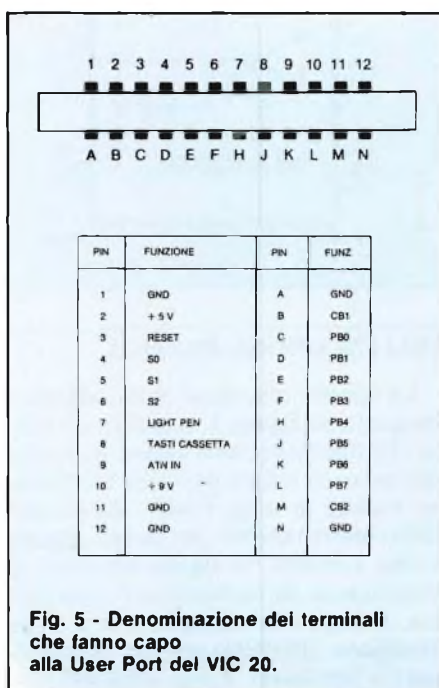 1 2 3 4 5 6 7 8 9 10 11 12
A B C D E F H J K L M N
PIN FUNZIONE PIN FUNZ
1 GND A GND
2 + 5 V B CB1
3 RESET C PB0
4 S0 D PB1
5 S1 E PB2
6 S2 F PB3
7 LIGHT PEN H PB4
8 TASTI CASSETTA J PB5
9 ATN IN K PB6
10 + 9 V L PB7
11 GND M CB2
12 GND N GND
Fig. 5 - Denominazione dei terminali
che fanno capo
alla User Port del VIC 20.